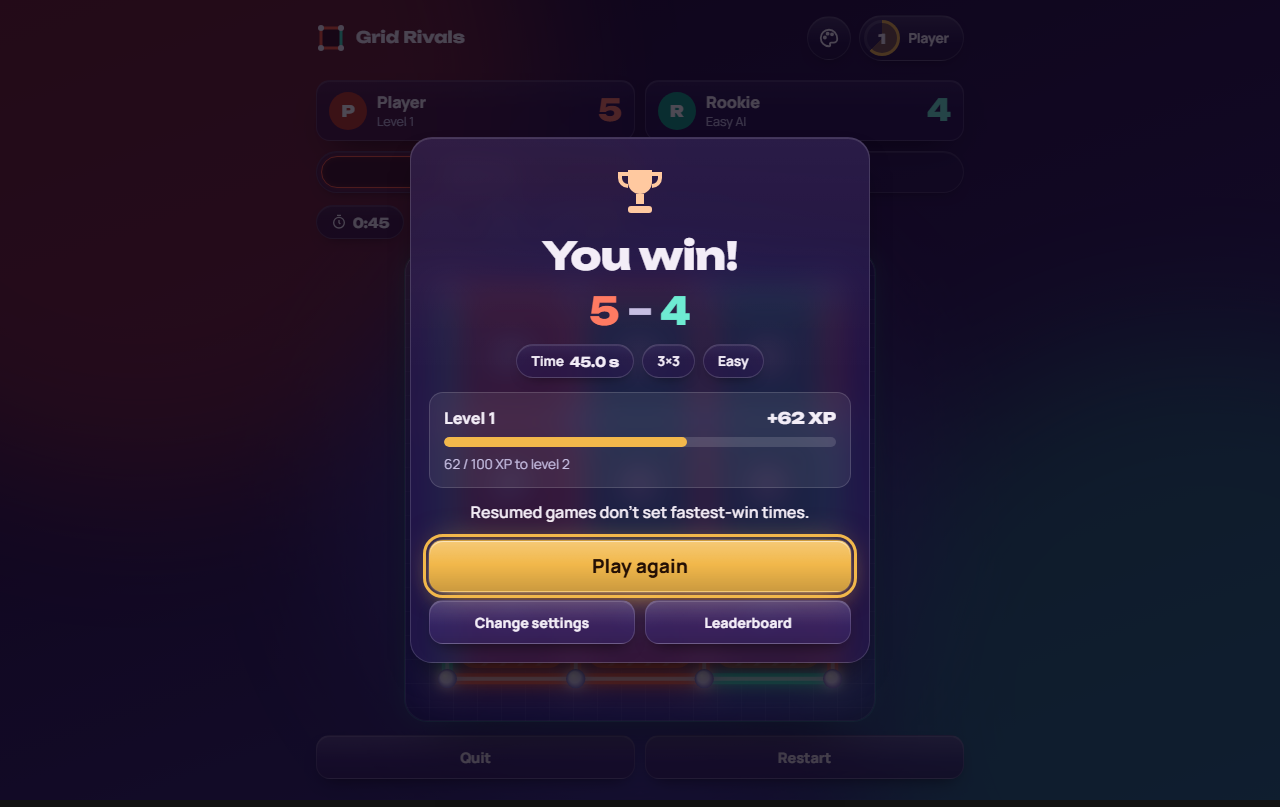 Grid Rivals
1 Player
P Player 5
Level 1
R Rookie 4
Easy AI
0:45
You win!
5 – 4
Time 45.0 s
3×3
Easy
Level 1 +62 XP
62 / 100 XP to level 2
Resumed games don't set fastest-win times.
Play again
Change settings
Leaderboard
Quit
Restart